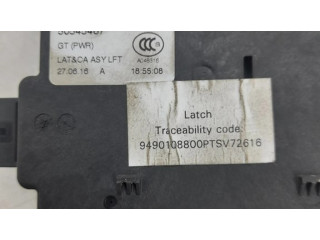 GT (PWR)
LAT&CA ASY LFT
27.06.16 A 18:55:08
Latch
Traceability code:
9490108800PTSV72616